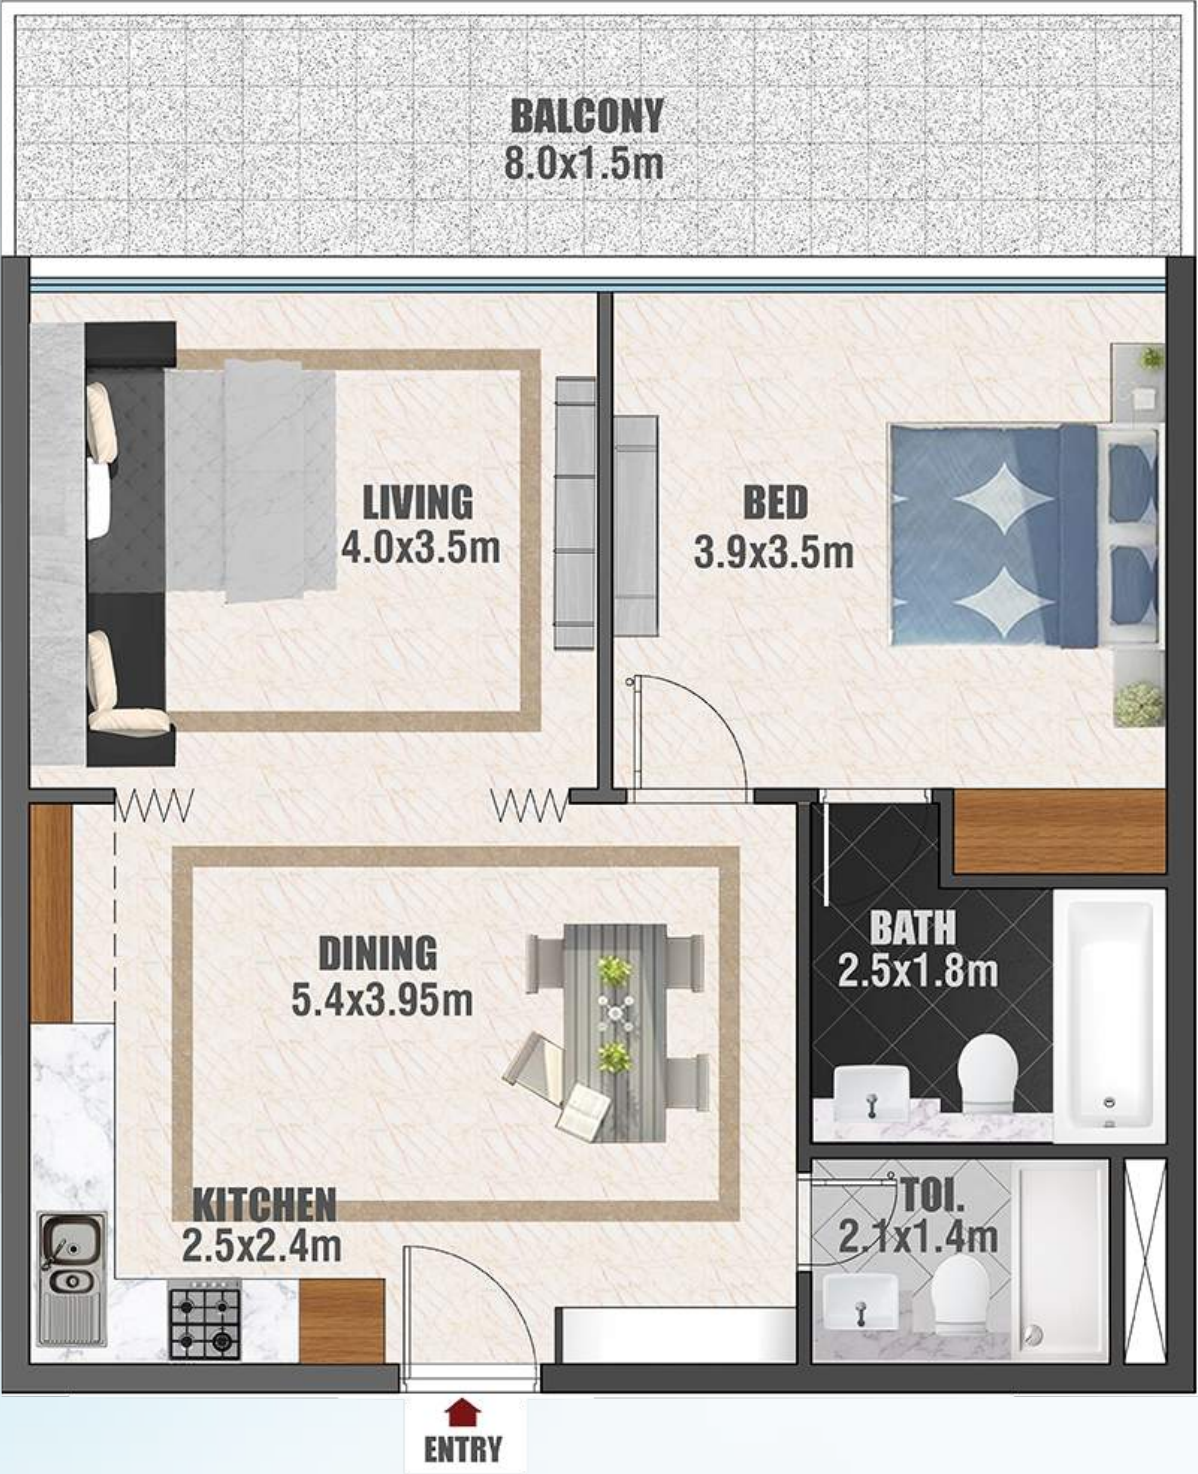 BALCONY
8.0x1.5m
LIVING
4.0x3.5m
BED
3.9x3.5m
DINING
5.4x3.95m
BATH
2.5x1.8m
KITCHEN
2.5x2.4m
TOI.
2.1x1.4m
ENTRY